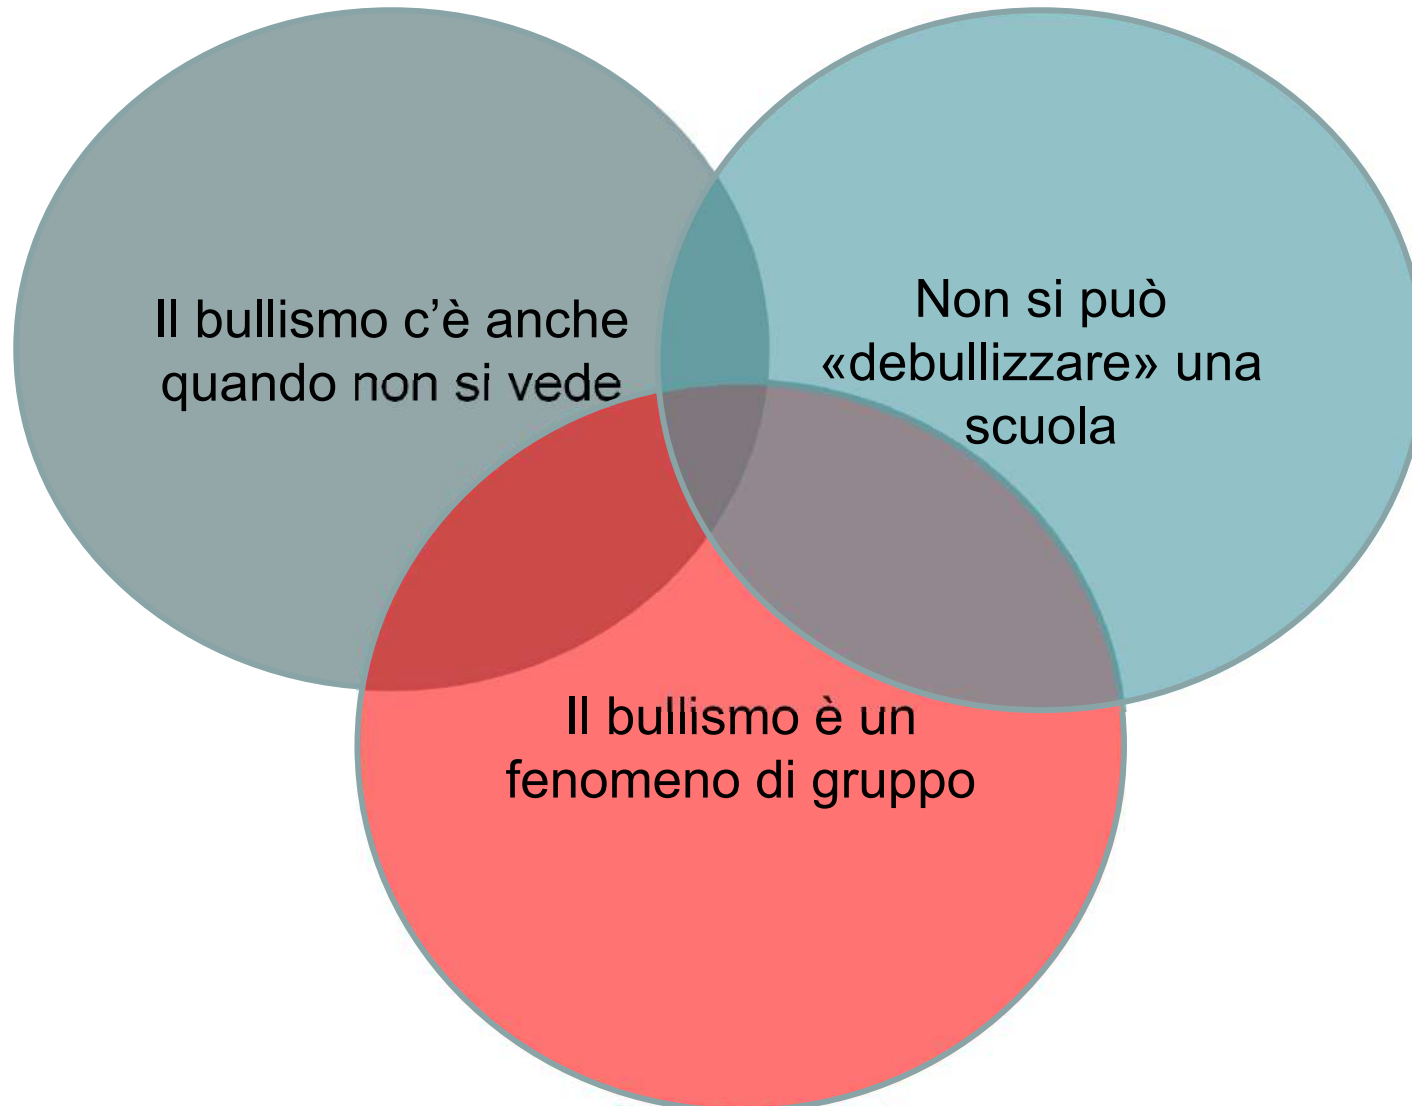 Il bullismo c’è anche
quando non si vede
Non si può
«debullizzare» una
scuola
Il bullismo è un
fenomeno di gruppo